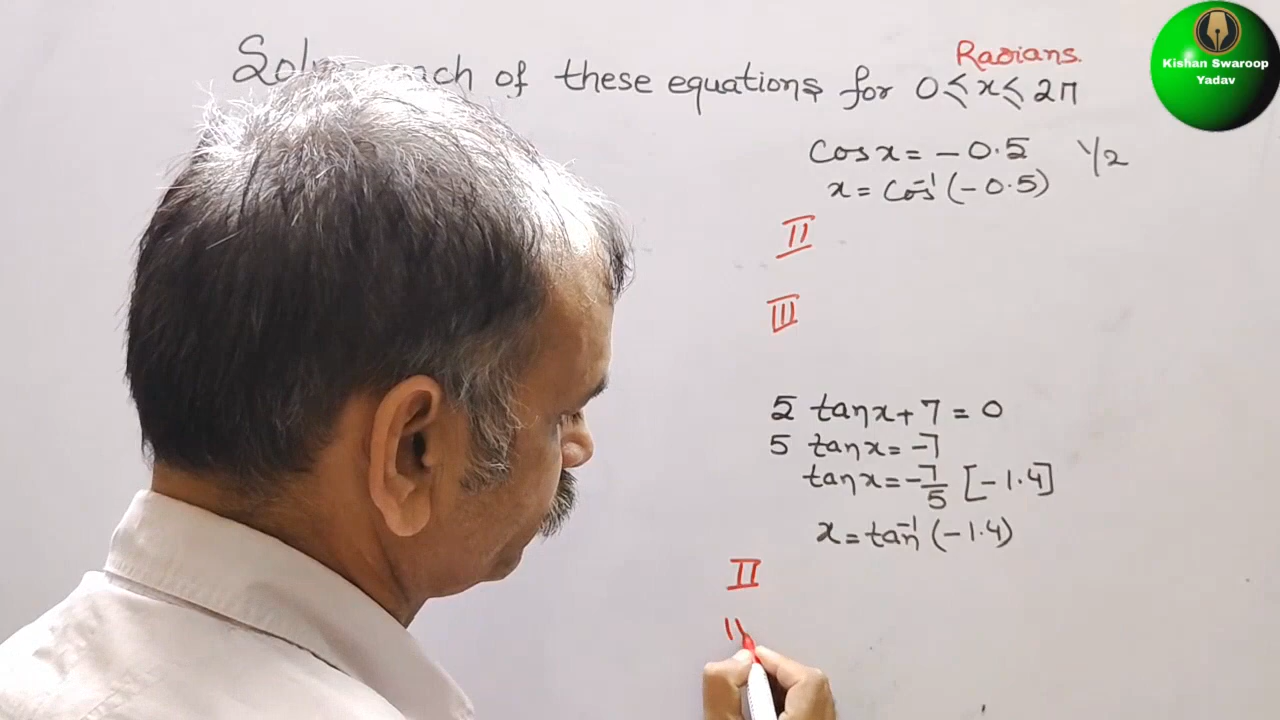 Radians.
of these equations for 0 ≤ x ≤ 2π
cos x = - 0.5 1/2
x = cos⁻¹ (- 0.5)
II
III
5 tan x + 7 = 0
5 tan x = -7
tan x = -7/5 [-1.4]
x = tan⁻¹ (-1.4)
II
Kishan Swaroop
Yadav